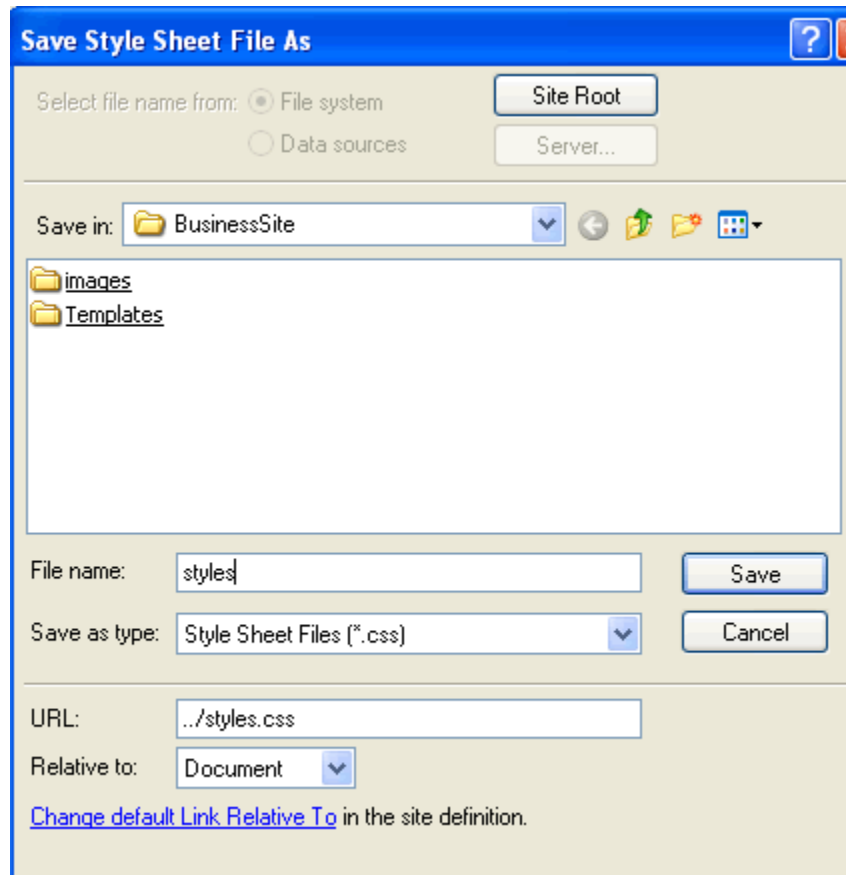 Save Style Sheet File As
Select file name from: File system
Site Root
Data sources
Server...
Save in: BusinessSite
images
Templates
File name: styles
Save
Save as type: Style Sheet Files (*.css)
Cancel
URL: ../styles.css
Relative to: Document
Change default Link Relative To in the site definition.